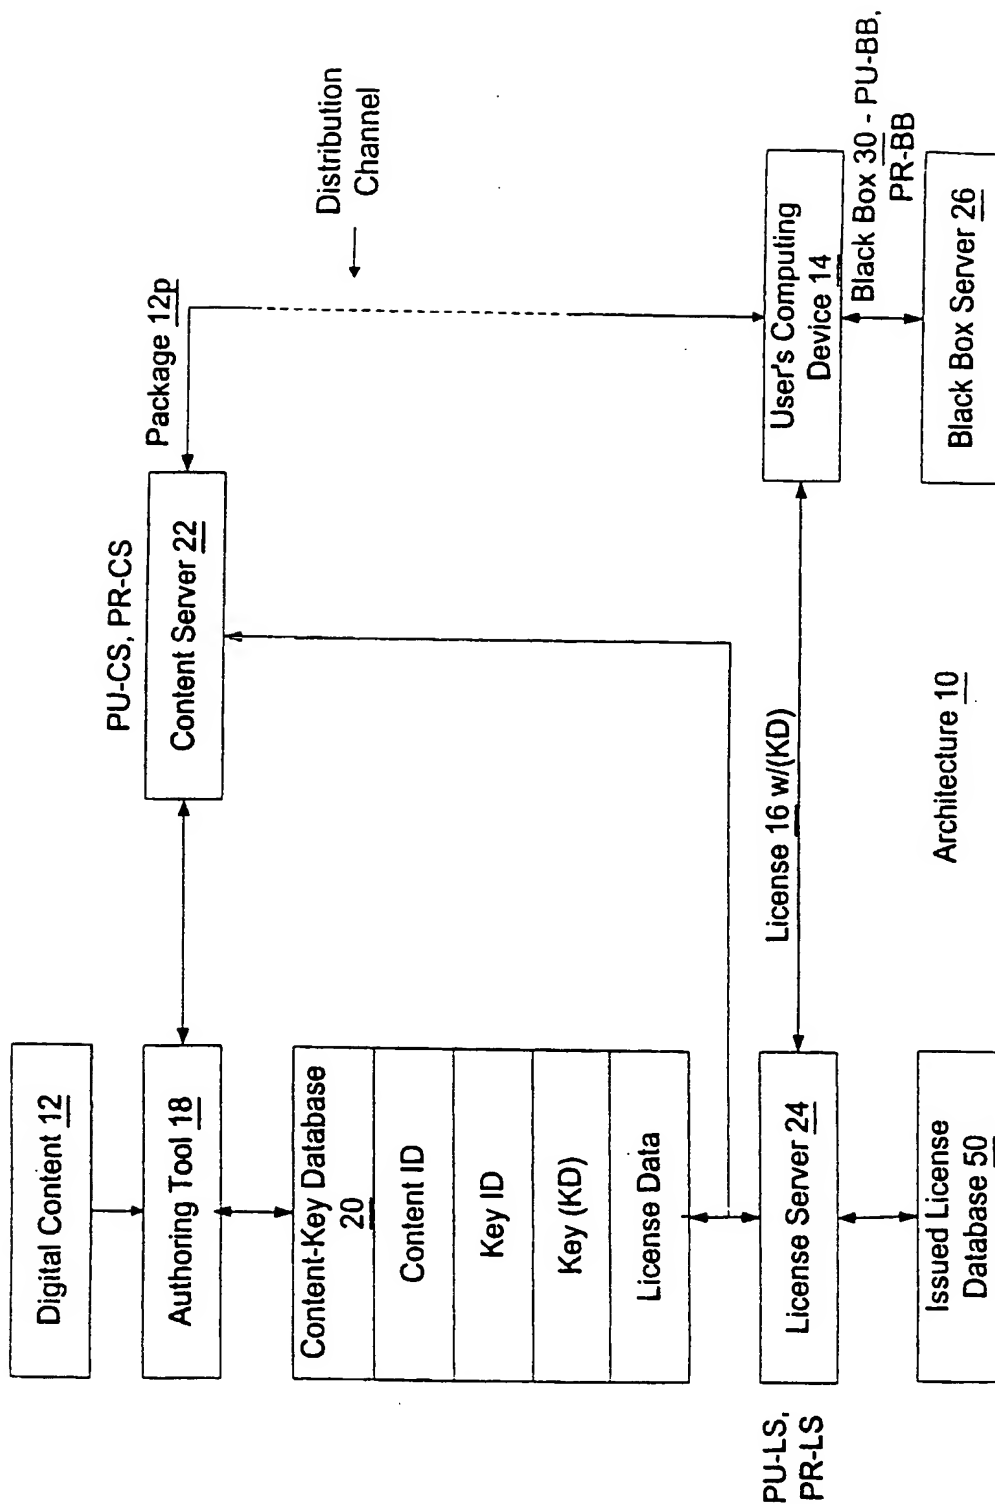 Digital Content 12
Authoring Tool 18
Content-Key Database
20
Content ID
Key ID
Key (KD)
License Data
PU-LS,
PR-LS
License Server 24
Issued License
Database 50
PU-CS, PR-CS
Content Server 22
Package 12p
Distribution
Channel
License 16 w/(KD)
User's Computing
Device 14
Black Box 30 - PU-BB,
PR-BB
Black Box Server 26
Architecture 10